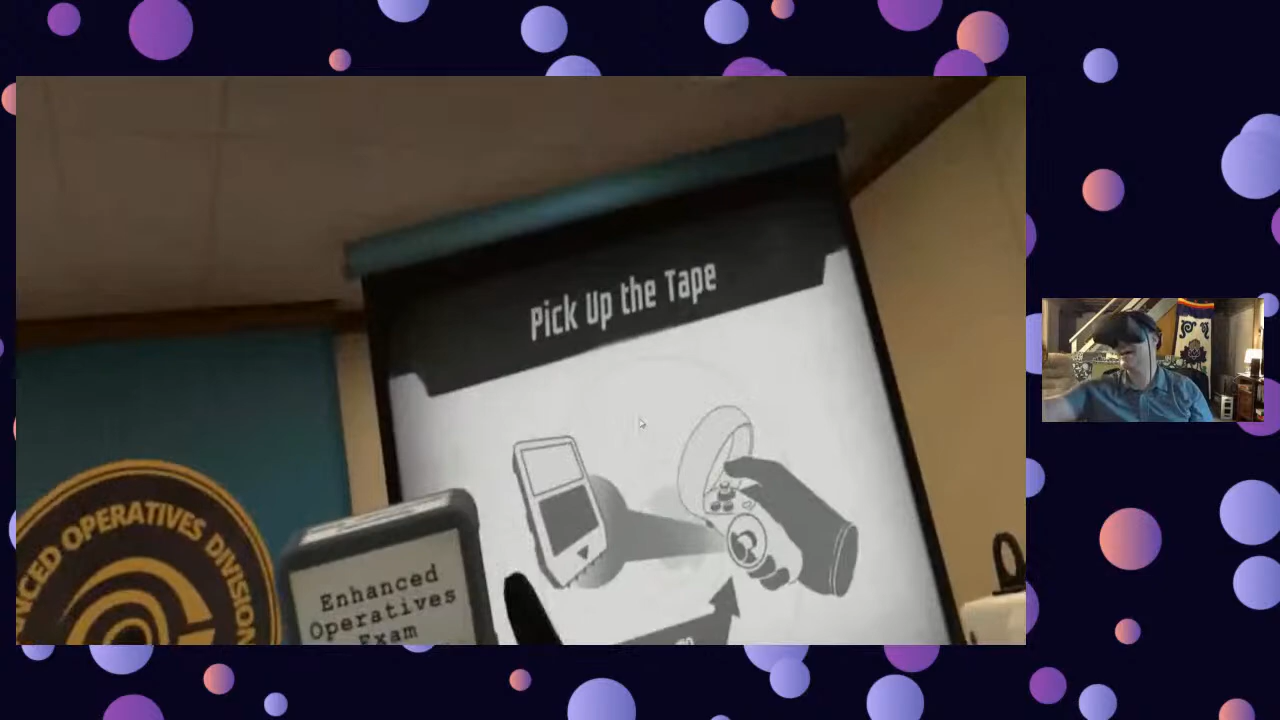 Pick Up the Tape
NCED OPERATIVES DIVISION
Enhanced
Operatives
Exam